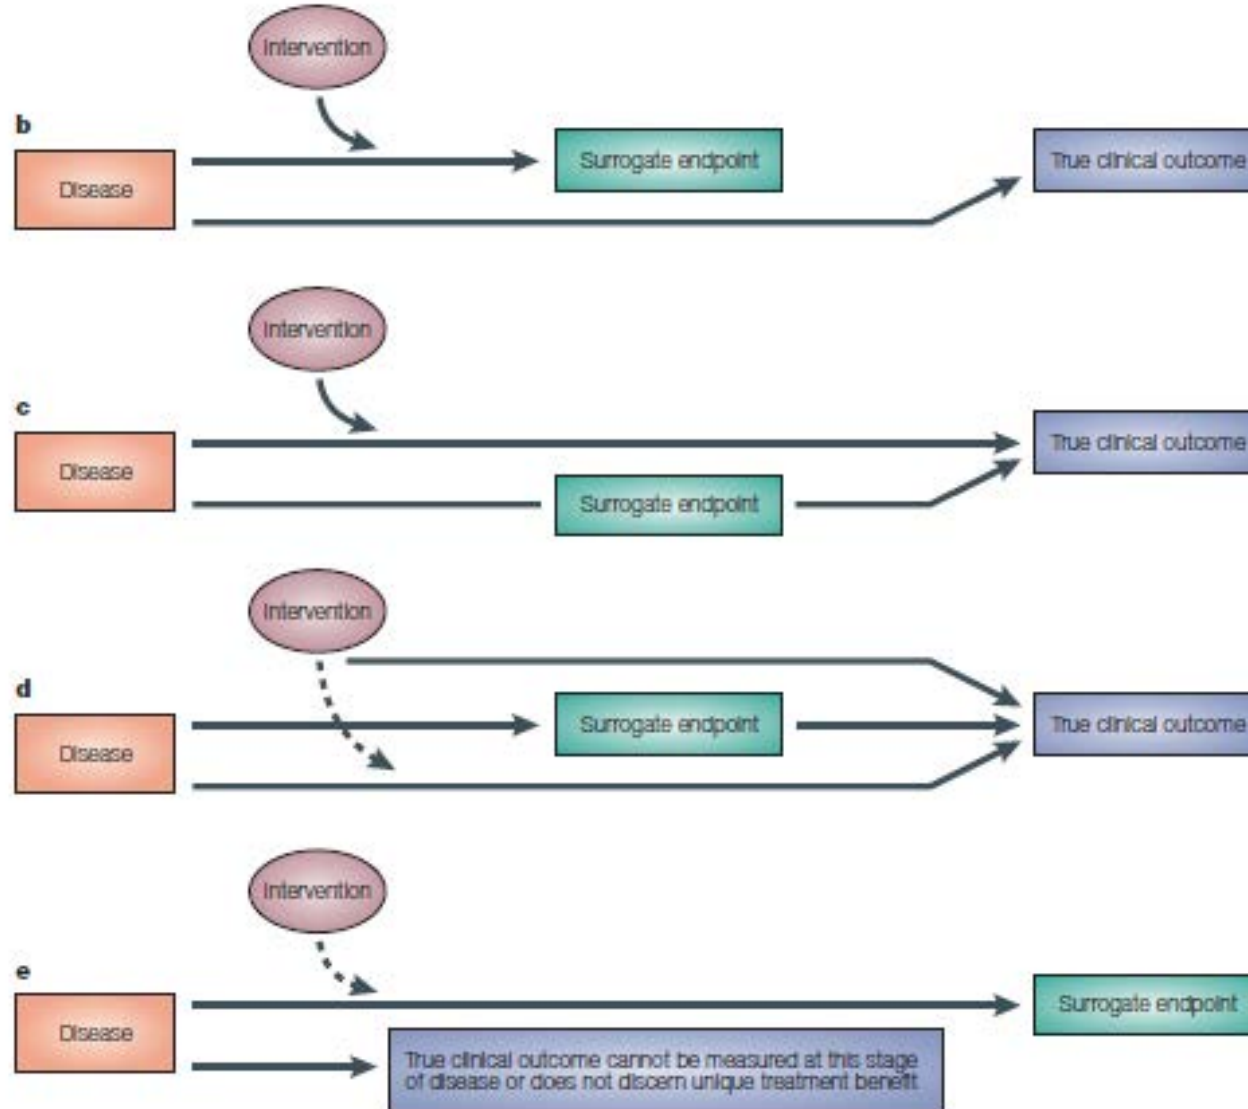 Intervention
b
Disease
Surrogate endpoint
True clinical outcome
Intervention
c
Disease
True clinical outcome
Surrogate endpoint
Intervention
d
Disease
Surrogate endpoint
True clinical outcome
Intervention
e
Disease
Surrogate endpoint
True clinical outcome cannot be measured at this stage
of disease or does not discern unique treatment benefit